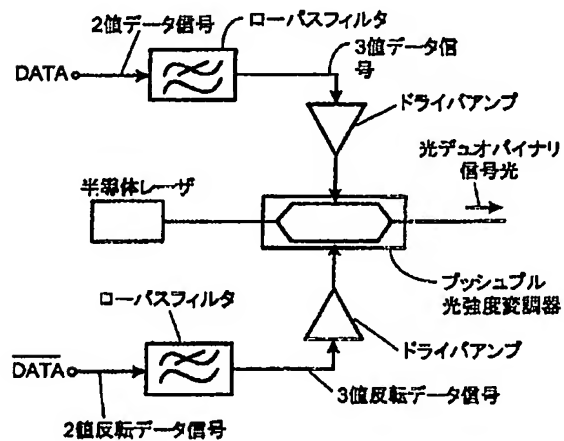 2値データ信号
ローパスフィルタ
3値データ信
号
DATA
ドライバアンプ
光デュオバイナリ
信号光
半導体レーザ
プッシュプル
光強度変調器
ローパスフィルタ
ドライバアンプ
DATA
3値反転データ信号
2値反転データ信号